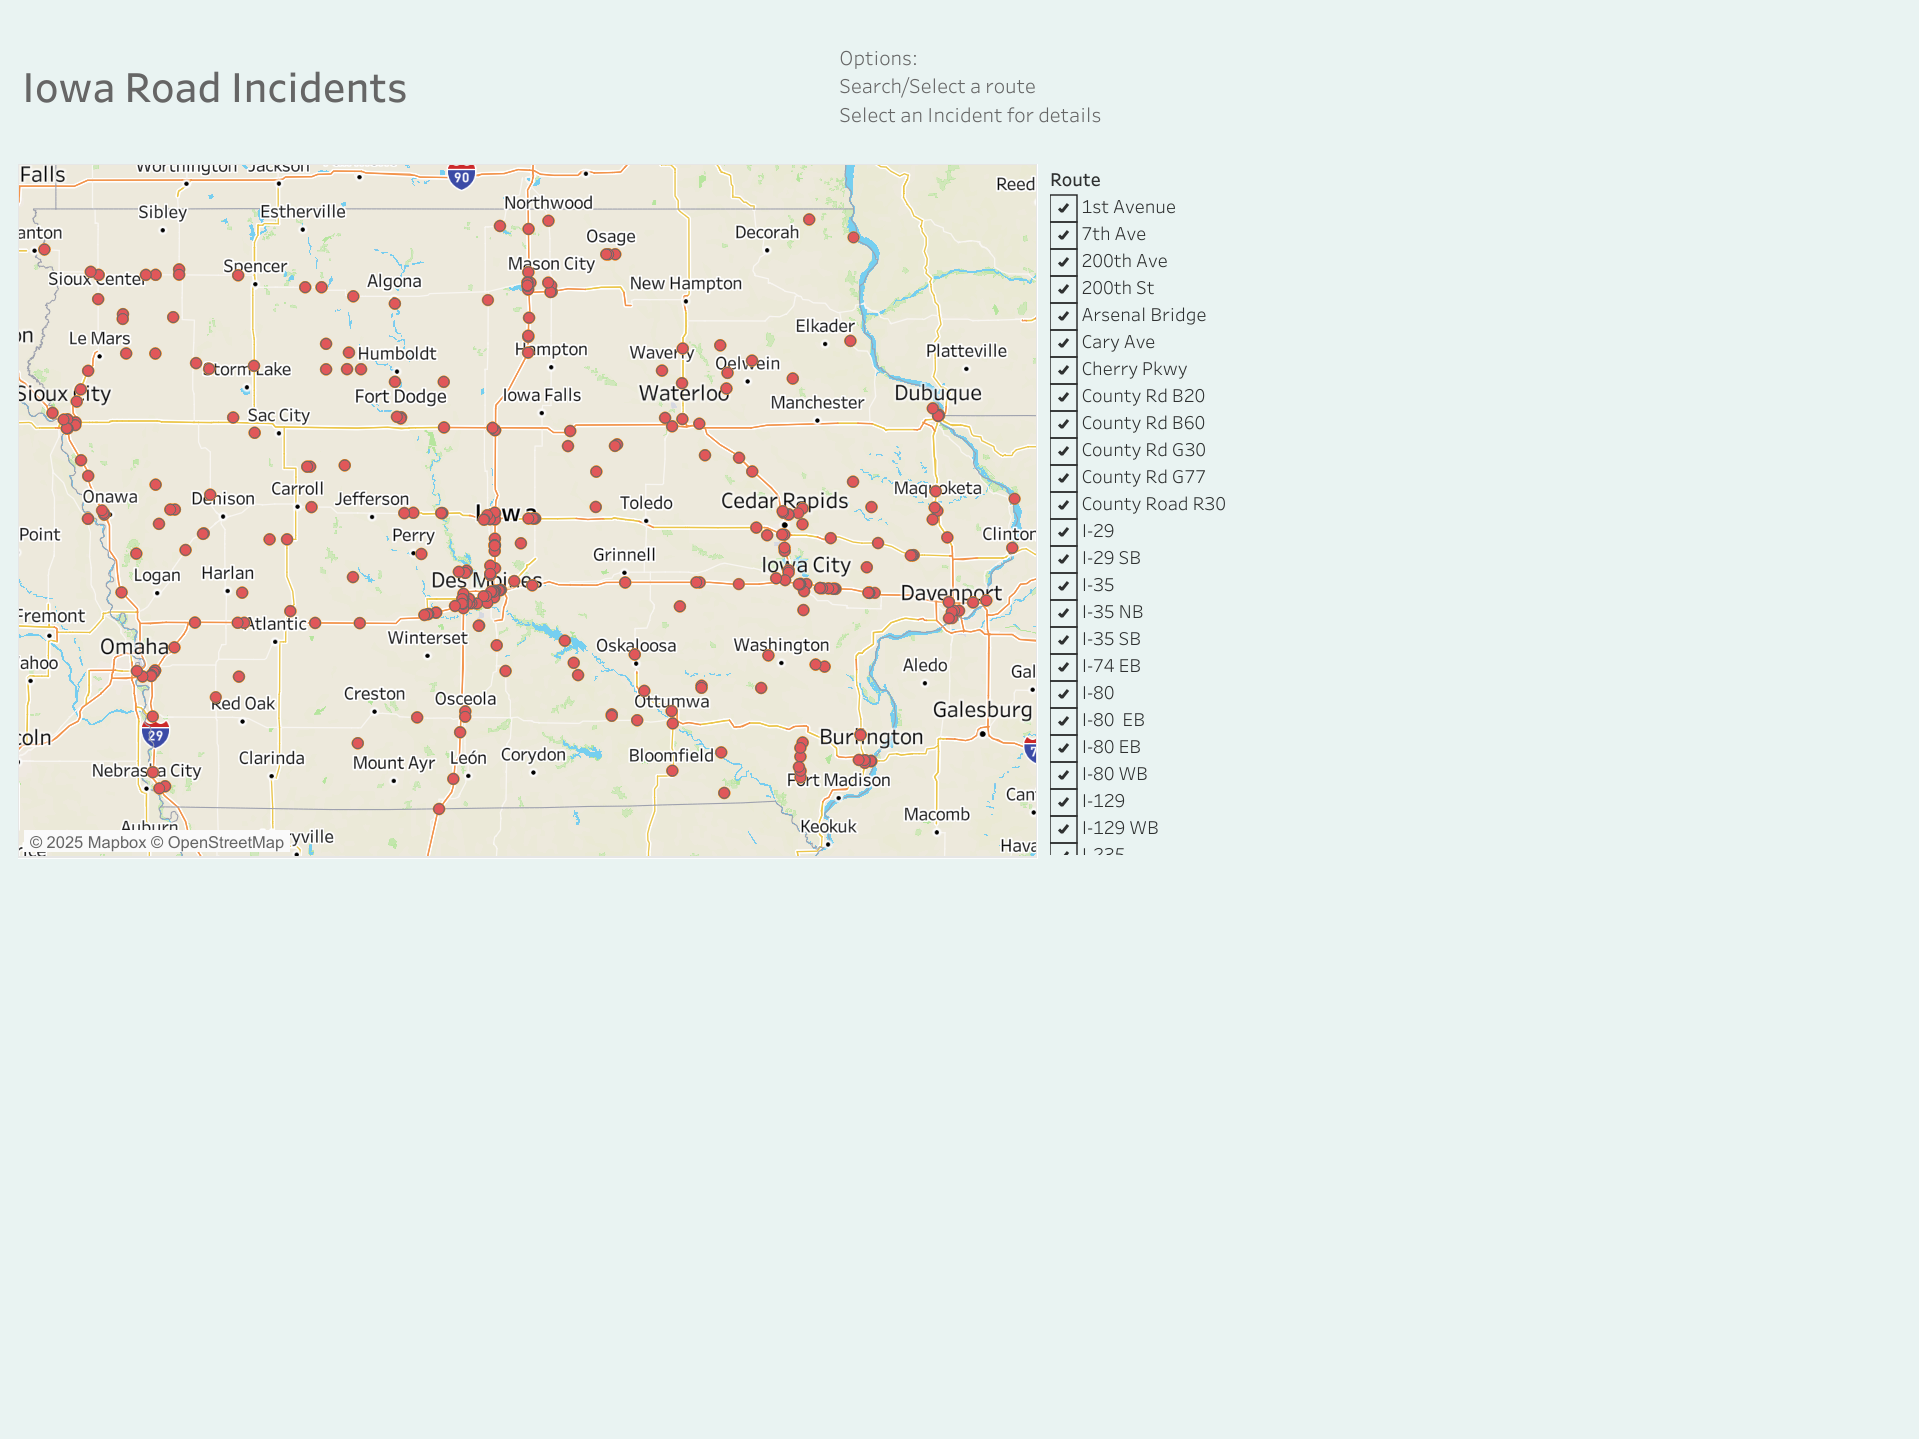 Options:
Search/Select a route
Select an Incident for details
Iowa Road Incidents
Falls
Worthington
Jackson
90
Reed
Sibley
Estherville
Northwood
anton
Osage
Decorah
Spencer
Mason City
Sioux Center
Algona
New Hampton
Elkader
Le Mars
Humboldt
Hampton
Waverly
Oelwein
Platteville
Storm Lake
Sioux City
Fort Dodge
Iowa Falls
Waterloo
Manchester
Dubuque
Sac City
Onawa
Denison
Carroll
Jefferson
Iowa
Toledo
Cedar Rapids
Maquoketa
Point
Perry
Clinton
Grinnell
Iowa City
Logan
Harlan
Des Moines
Davenport
Fremont
Atlantic
Winterset
Omaha
Oskaloosa
Washington
ahoo
Aledo
Gal
Red Oak
Creston
Osceola
Ottumwa
Galesburg
coln
29
Burlington
7
Clarinda
Mount Ayr
León
Corydon
Bloomfield
Nebraska City
Fort Madison
Can
Auburn
Macomb
Keokuk
ryville
Hava
© 2025 Mapbox © OpenStreetMap
Route
1st Avenue
7th Ave
200th Ave
200th St
Arsenal Bridge
Cary Ave
Cherry Pkwy
County Rd B20
County Rd B60
County Rd G30
County Rd G77
County Road R30
I-29
I-29 SB
I-35
I-35 NB
I-35 SB
I-74 EB
I-80
I-80  EB
I-80 EB
I-80 WB
I-129
I-129 WB
I-235